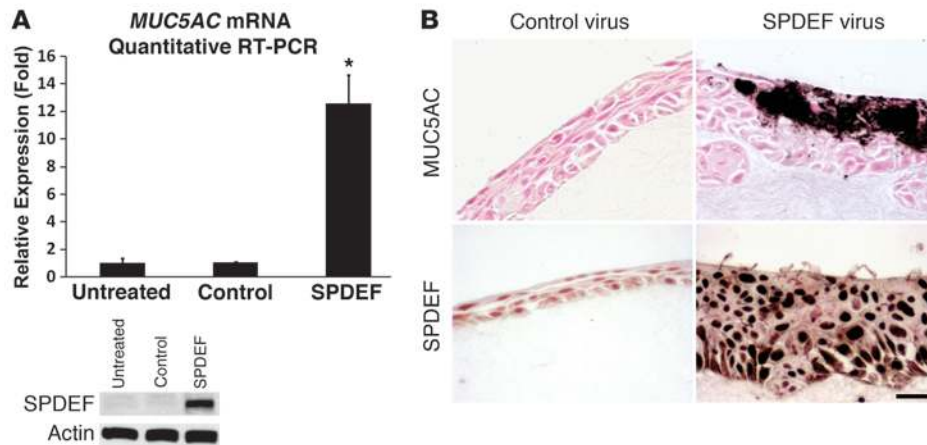 A
MUC5AC mRNA
Quantitative RT-PCR
Relative Expression (Fold)
16
14
12
10
8
6
4
2
0
*
Untreated
Control
SPDEF
Untreated
Control
SPDEF
SPDEF
Actin
B
Control virus
SPDEF virus
MUC5AC
SPDEF